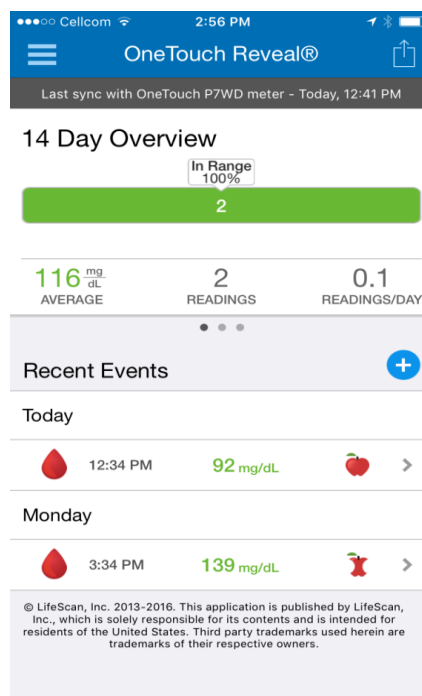 ●●●○○ Cellcom 2:56 PM
OneTouch Reveal®
Last sync with OneTouch P7WD meter - Today, 12:41 PM
14 Day Overview
In Range
100%
2
116 mg/dL 2 0.1
AVERAGE READINGS READINGS/DAY
Recent Events
+
Today
12:34 PM 92 mg/dL >
Monday
3:34 PM 139 mg/dL >
© LifeScan, Inc. 2013-2016. This application is published by LifeScan,
Inc., which is solely responsible for its contents and is intended for
residents of the United States. Third party trademarks used herein are
trademarks of their respective owners.